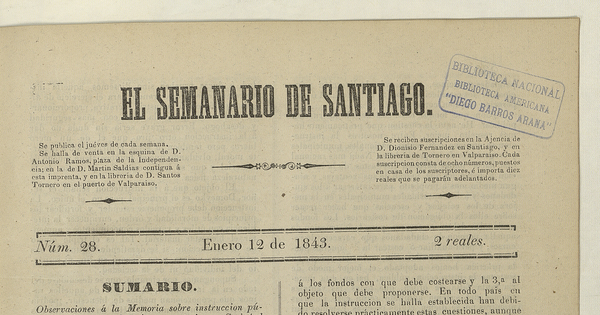 EL SEMANARIO DE SANTIAGO.
BIBLIOTECA NACIONAL
BIBLIOTECA AMERICANA
"DIEGO BARROS ARANA"
Se publica el juéves de cada semana.
Se halla de venta en la esquina de D.
Antonio Ramos, plaza de la Independen-
cia; en la de D. Martin Saldias contigua á
esta imprenta, y en la libreria de D. Santos
Tornero en el puerto de Valparaiso.
Se reciben suscripciones en la Ajencia de
D. Dionisio Fernandez en Santiago, y en
la libreria de Tornero en Valparaiso. Cada
suscripcion consta de ocho números, puestos
en casa de los suscriptores, é importa diez
reales que se pagarán adelantados.
Núm. 28.
Enero 12 de 1843.
2 reales.
SUMARIO.
Observaciones á la Memoria sobre instruccion pú-
á los fondos con que debe costearse y la 3.a al
objeto que debe proponerse. En todo pais en
que la instruccion se halla establecida han debi-
do resolverse prácticamente estas cuestiones, aunque